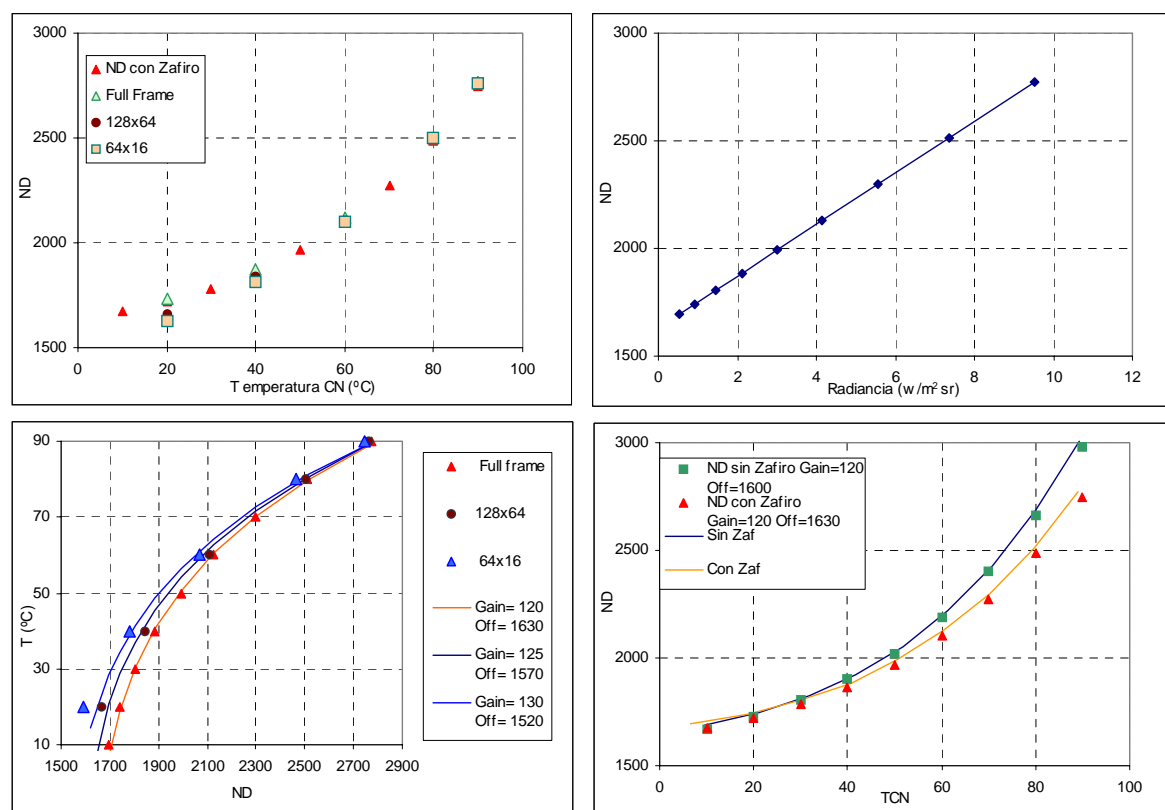 3000
2500
2000
1500
ND
ND con Zafiro
Full Frame
128x64
64x16
0 20 40 60 80 100
T emperatura CN (ºC)
3000
2500
2000
1500
ND
0 2 4 6 8 10 12
Radiancia (w/m² sr)
90
70
50
30
10
T (ºC)
1500 1700 1900 2100 2300 2500 2700 2900
ND
Full frame
128x64
64x16
Gain= 120
Off= 1630
Gain= 125
Off= 1570
Gain= 130
Off= 1520
3000
2500
2000
1500
ND
ND sin Zafiro Gain=120
Off=1600
ND con Zafiro
Gain=120 Off=1630
Sin Zaf
Con Zaf
0 20 40 60 80 100
TCN